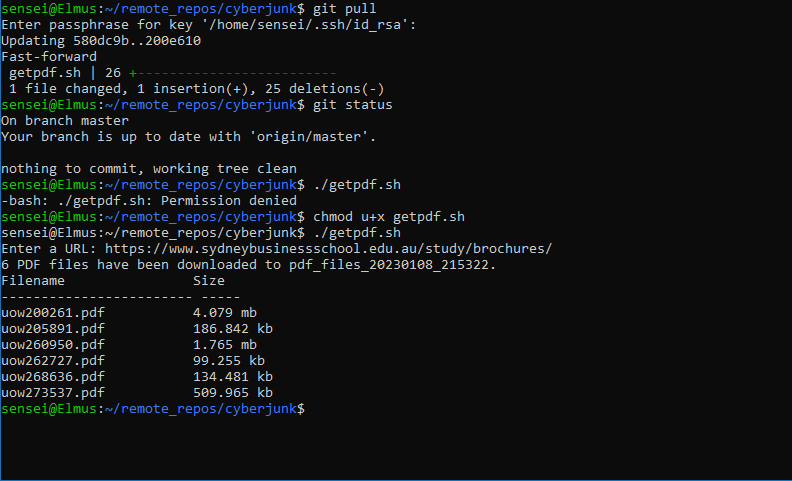 sensei@Elmus:~/remote_repos/cyberjunk$ git pull
Enter passphrase for key '/home/sensei/.ssh/id_rsa':
Updating 580dc9b..200e610
Fast-forward
 getpdf.sh | 26 +-------------------------
 1 file changed, 1 insertion(+), 25 deletions(-)
sensei@Elmus:~/remote_repos/cyberjunk$ git status
On branch master
Your branch is up to date with 'origin/master'.

nothing to commit, working tree clean
sensei@Elmus:~/remote_repos/cyberjunk$ ./getpdf.sh
-bash: ./getpdf.sh: Permission denied
sensei@Elmus:~/remote_repos/cyberjunk$ chmod u+x getpdf.sh
sensei@Elmus:~/remote_repos/cyberjunk$ ./getpdf.sh
Enter a URL: https://www.sydneybusinessschool.edu.au/study/brochures/
6 PDF files have been downloaded to pdf_files_20230108_215322.
Filename                Size
----------------------- -----
uow200261.pdf           4.079 mb
uow205891.pdf           186.842 kb
uow260950.pdf           1.765 mb
uow262727.pdf           99.255 kb
uow268636.pdf           134.481 kb
uow273537.pdf           509.965 kb
sensei@Elmus:~/remote_repos/cyberjunk$